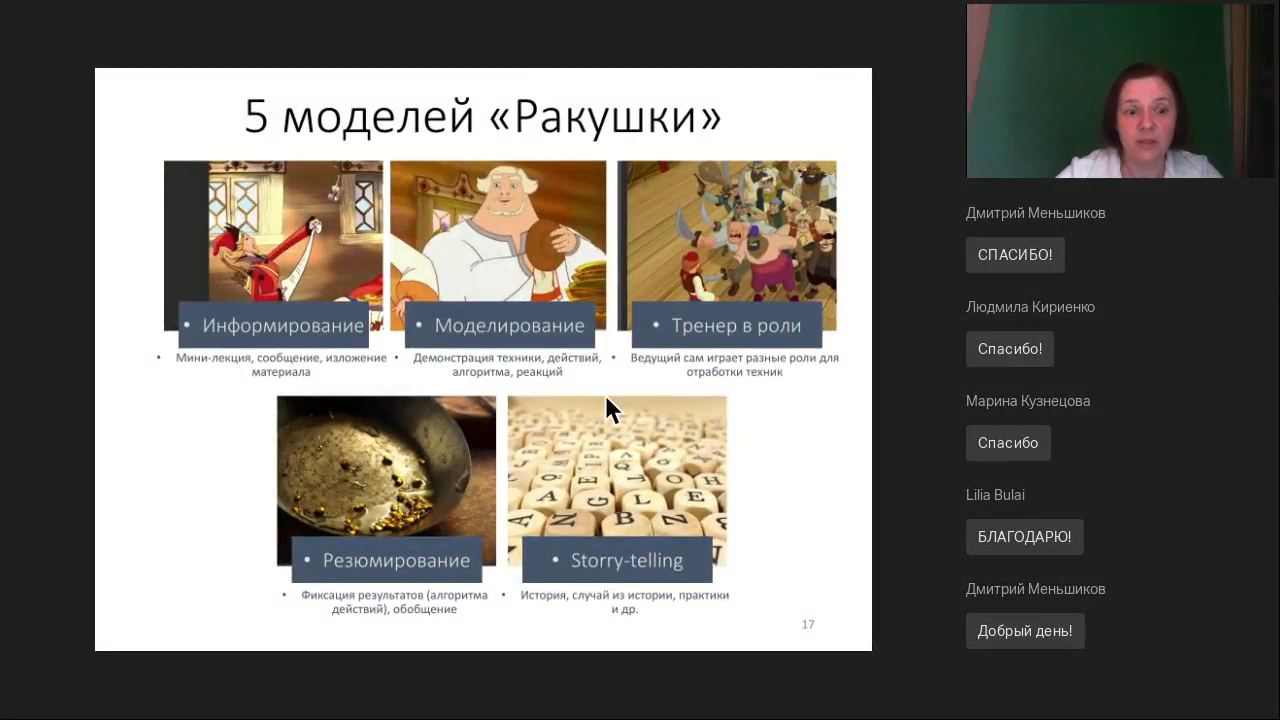 5 моделей «Ракушки»
• Информирование
• Моделирование
• Тренер в роли
• Мини-лекция, сообщение, изложение
материала
• Демонстрация техники, действий,
алгоритма, реакций
• Ведущий сам играет разные роли для
отработки техник
A G L E
Z B N
• Резюмирование
• Storry-telling
• Фиксация результатов (алгоритма
действий), обобщение
• История, случай из истории, практики
и др.
17
Дмитрий Меньшиков
СПАСИБО!
Людмила Кириенко
Спасибо!
Марина Кузнецова
Спасибо
Lilia Bulai
БЛАГОДАРЮ!
Дмитрий Меньшиков
Добрый день!